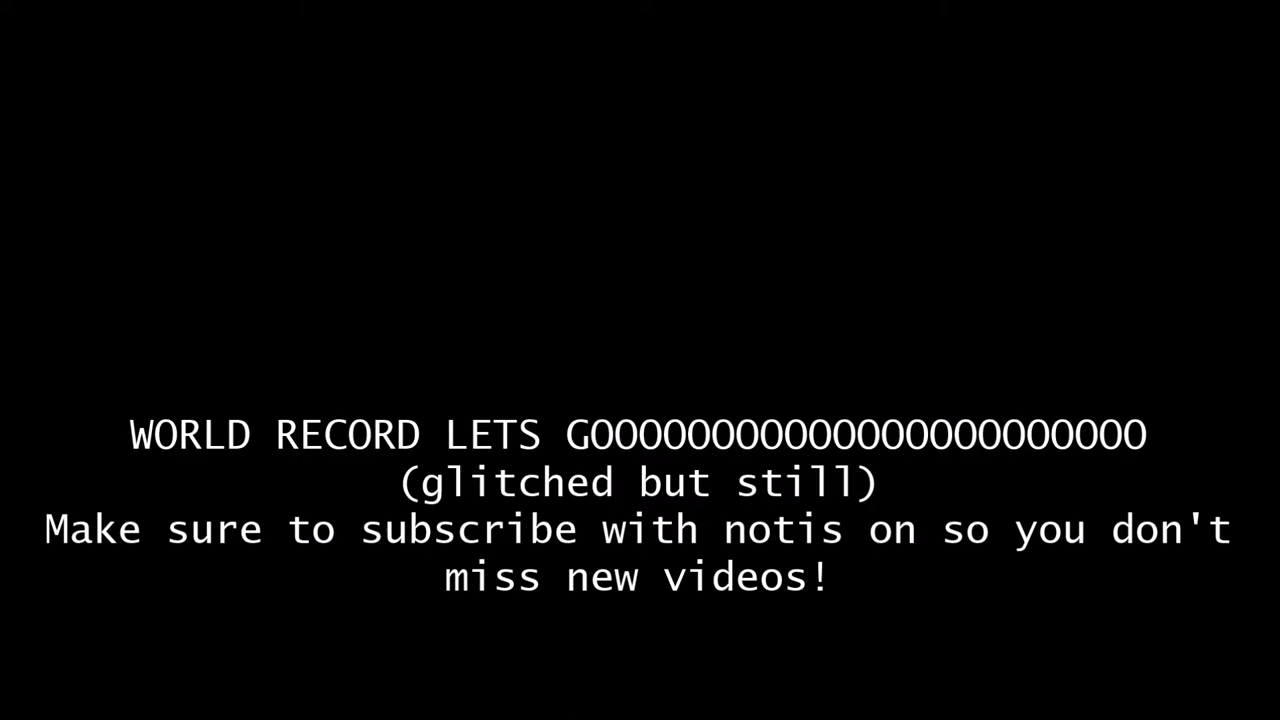 WORLD RECORD LETS GOOOOOOOOOOOOOOOOOOOOOOO
(glitched but still)
Make sure to subscribe with notis on so you don't
miss new videos!